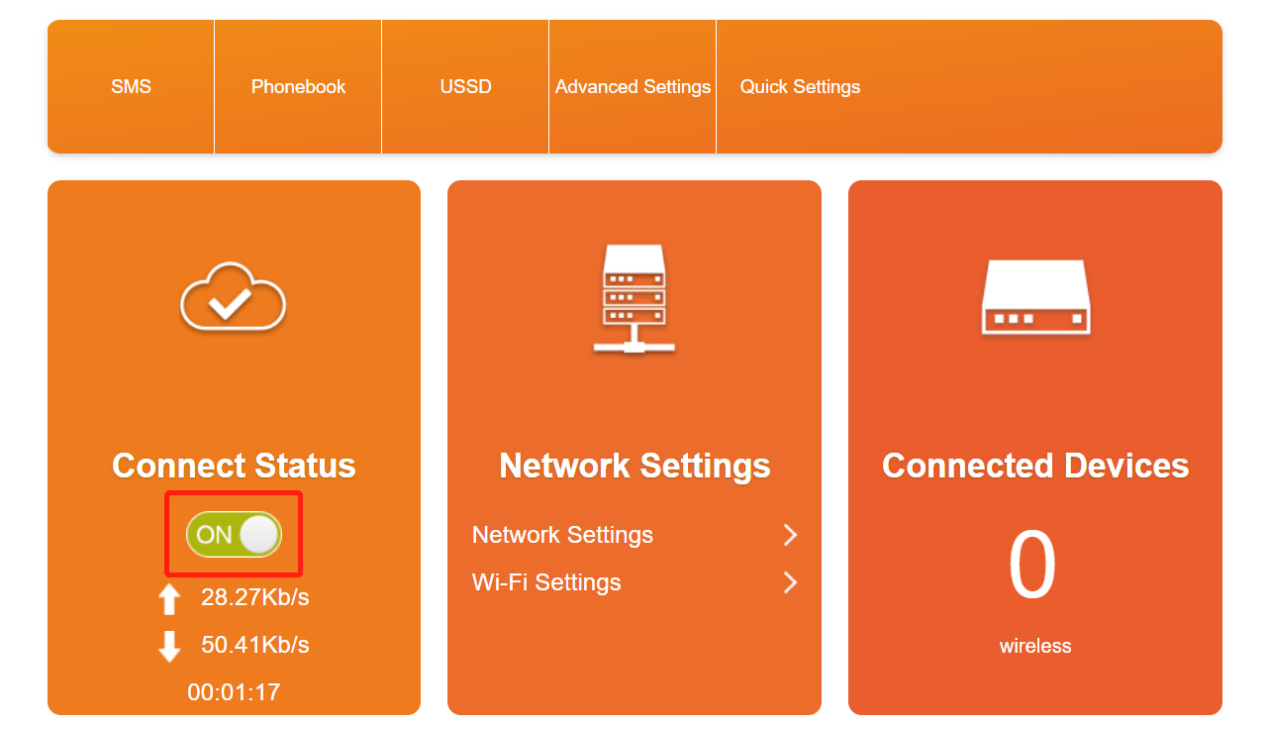 SMS
Phonebook
USSD
Advanced Settings
Quick Settings
Connect Status
ON
28.27Kb/s
50.41Kb/s
00:01:17
Network Settings
Network Settings
Wi-Fi Settings
Connected Devices
0
wireless